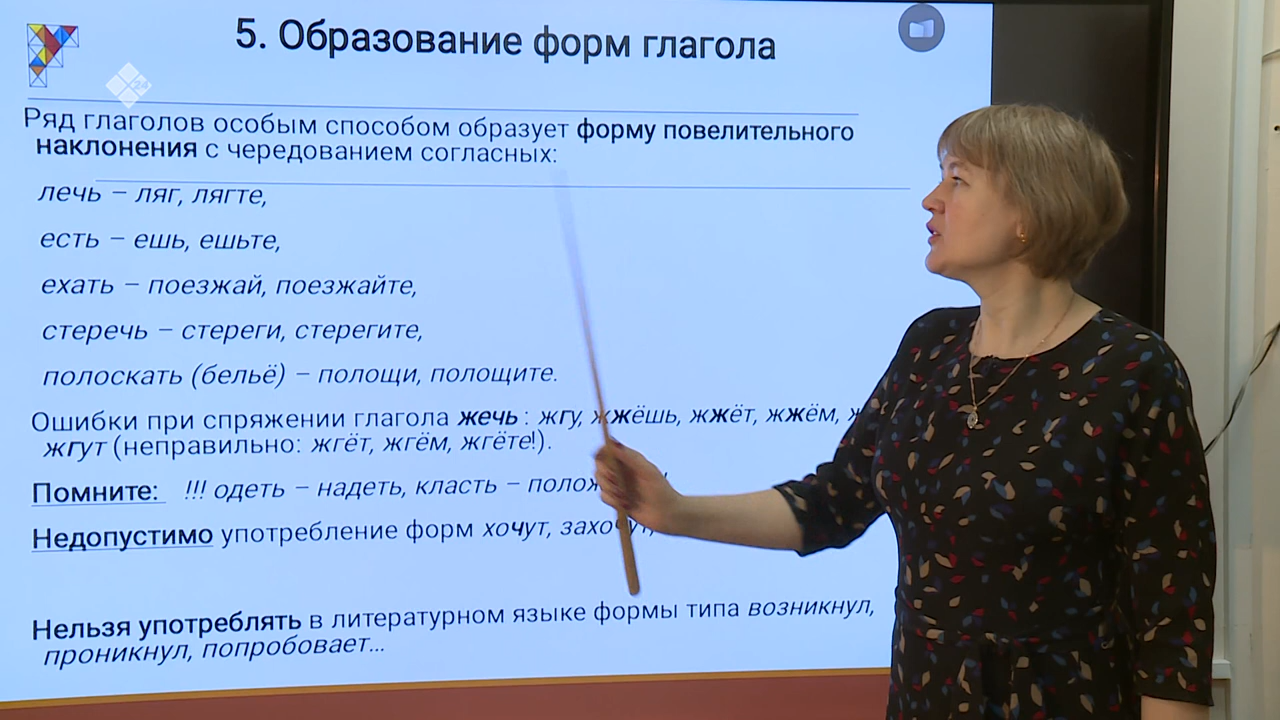 5. Образование форм глагола
24
Ряд глаголов особым способом образует форму повелительного
наклонения с чередованием согласных:
лечь – ляг, лягте,
есть – ешь, ешьте,
ехать – поезжай, поезжайте,
стеречь – стереги, стерегите,
полоскать (бельё) – полощи, полощите.
Ошибки при спряжении глагола жечь : жгу, жжёшь, жжёт, жжём,
жгут (неправильно: жгёт, жгём, жгёте!).
Помните: !!! одеть – надеть, класть –
Недопустимо употребление форм хочут,
Нельзя употреблять в литературном языке формы типа возникнул,
проникнул, попробовает...